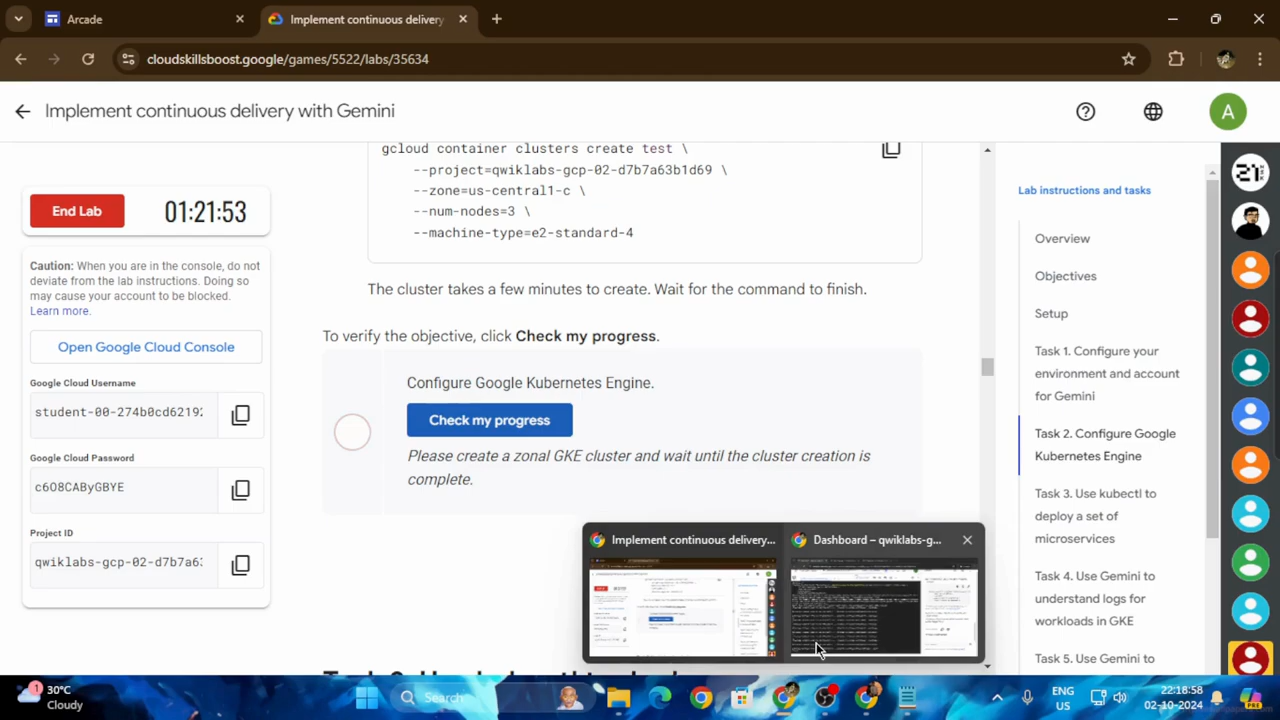 Arcade
Implement continuous delivery
cloudskillsboost.google/games/5522/labs/35634
Implement continuous delivery with Gemini
A
End Lab
01:21:53
Caution: When you are in the console, do not
deviate from the lab instructions. Doing so
may cause your account to be blocked.
Learn more.
Open Google Cloud Console
Google Cloud Username
student-00-274b0cd62192
Google Cloud Password
c6O8CAByGBYE
Project ID
qwiklabs-gcp-02-d7b7a63
gcloud container clusters create test \
--project=qwiklabs-gcp-02-d7b7a63b1d69 \
--zone=us-central1-c \
--num-nodes=3 \
--machine-type=e2-standard-4
The cluster takes a few minutes to create. Wait for the command to finish.
To verify the objective, click Check my progress.
Configure Google Kubernetes Engine.
Check my progress
Please create a zonal GKE cluster and wait until the cluster creation is
complete.
Implement continuous delivery...
Dashboard – qwiklabs-g...
Lab instructions and tasks
Overview
Objectives
Setup
Task 1. Configure your
environment and account
for Gemini
Task 2. Configure Google
Kubernetes Engine
Task 3. Use kubectl to
deploy a set of
microservices
Task 4. Use Gemini to
understand logs for
workloads in GKE
Task 5. Use Gemini to
1
30°C
Cloudy
Search
ENG
US
22:18:58
02-10-2024
PRE